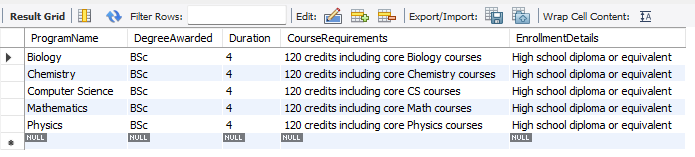 Result Grid Filter Rows: Edit: Export/Import: Wrap Cell Content: IA
ProgramName DegreeAwarded Duration CourseRequirements EnrollmentDetails
Biology BSc 4 120 credits including core Biology courses High school diploma or equivalent
Chemistry BSc 4 120 credits including core Chemistry courses High school diploma or equivalent
Computer Science BSc 4 120 credits including core CS courses High school diploma or equivalent
Mathematics BSc 4 120 credits including core Math courses High school diploma or equivalent
Physics BSc 4 120 credits including core Physics courses High school diploma or equivalent
NULL NULL NULL NULL NULL